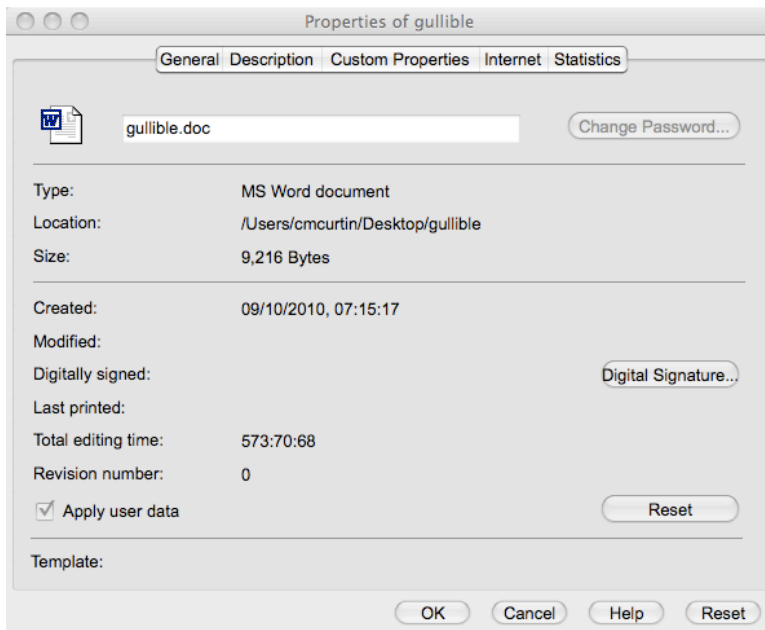 Properties of gullible
General Description Custom Properties Internet Statistics
W
gullible.doc Change Password...
Type: MS Word document
Location: /Users/cmcurtin/Desktop/gullible
Size: 9,216 Bytes
Created: 09/10/2010, 07:15:17
Modified:
Digitally signed: Digital Signature...
Last printed:
Total editing time: 573:70:68
Revision number: 0
Apply user data Reset
Template:
OK Cancel Help Reset